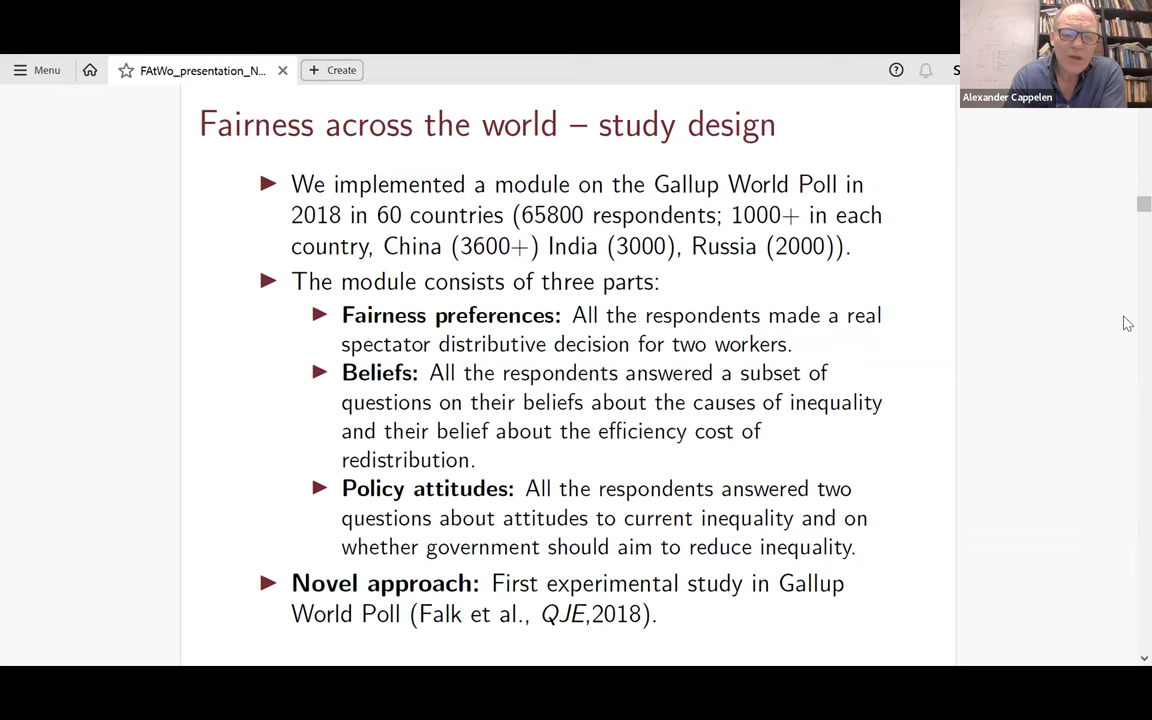 Menu
FAtWo_presentation_N...
Create
S
Alexander Cappelen
Fairness across the world – study design
We implemented a module on the Gallup World Poll in
2018 in 60 countries (65800 respondents; 1000+ in each
country, China (3600+) India (3000), Russia (2000)).
The module consists of three parts:
Fairness preferences: All the respondents made a real
spectator distributive decision for two workers.
Beliefs: All the respondents answered a subset of
questions on their beliefs about the causes of inequality
and their belief about the efficiency cost of
redistribution.
Policy attitudes: All the respondents answered two
questions about attitudes to current inequality and on
whether government should aim to reduce inequality.
Novel approach: First experimental study in Gallup
World Poll (Falk et al., QJE,2018).